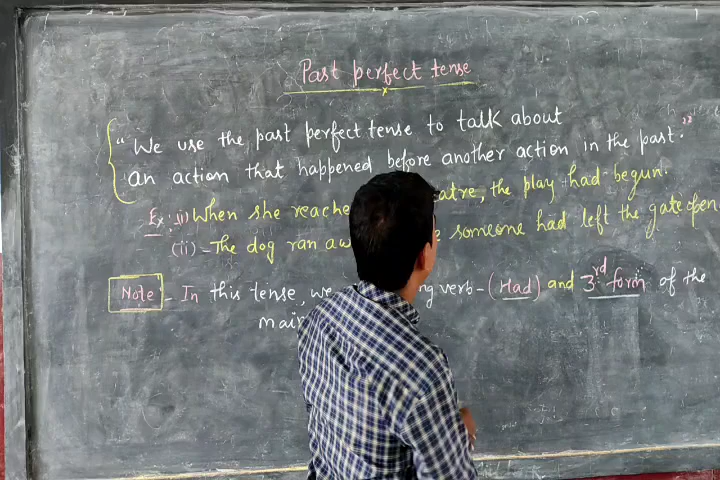 Past perfect tense
"We use the past perfect tense to talk about
an action that happened before another action in the past."
Ex:- (i) When she reache atre, the play had begun.
(ii) - The dog ran aw someone had left the gate open
Note - In this tense, we ng verb - (Had) and 3rd form of the
mai